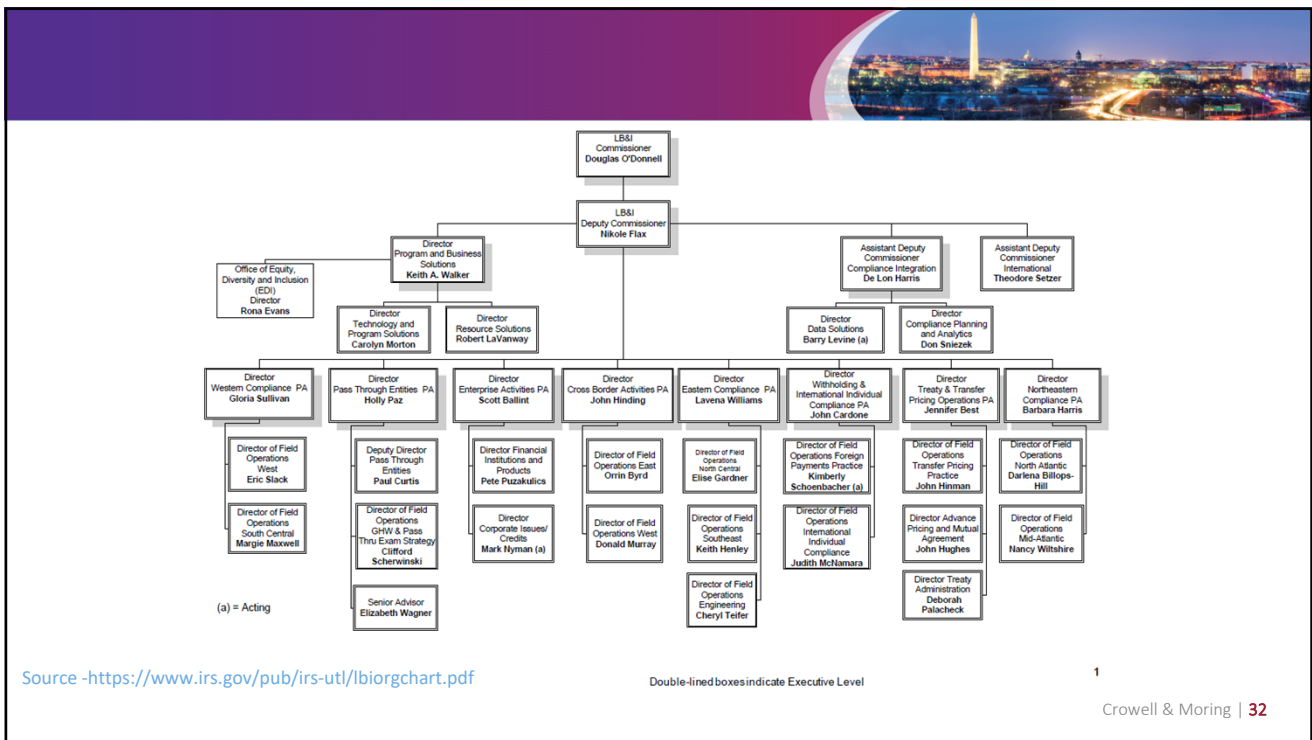 LB&I
Commissioner
Douglas O'Donnell
LB&I
Deputy Commissioner
Nikole Flax
Director
Program and Business
Solutions
Keith A. Walker
Assistant Deputy
Commissioner
Compliance Integration
De Lon Harris
Assistant Deputy
Commissioner
International
Theodore Setzer
Office of Equity,
Diversity and Inclusion
(EDI)
Director
Rona Evans
Director
Technology and
Program Solutions
Carolyn Morton
Director
Resource Solutions
Robert LaVanway
Director
Data Solutions
Barry Levine (a)
Director
Compliance Planning
and Analytics
Don Sniezek
Director
Western Compliance PA
Gloria Sullivan
Director
Pass Through Entities PA
Holly Paz
Director
Enterprise Activities PA
Scott Ballint
Director
Cross Border Activities PA
John Hinding
Director
Eastern Compliance PA
Lavena Williams
Director
Withholding &
International Individual
Compliance PA
John Cardone
Director
Treaty & Transfer
Pricing Operations PA
Jennifer Best
Director
Northeastern
Compliance PA
Barbara Harris
Director of Field
Operations
West
Eric Slack
Deputy Director
Pass Through
Entities
Paul Curtis
Director Financial
Institutions and
Products
Pete Puzakulics
Director of Field
Operations East
Orrin Byrd
Director of Field
Operations
North Central
Elise Gardner
Director of Field
Operations Foreign
Payments Practice
Kimberly
Schoenbacher (a)
Director of Field
Operations
Transfer Pricing
Practice
John Hinman
Director of Field
Operations
North Atlantic
Darlena Billops-
Hill
Director of Field
Operations
South Central
Margie Maxwell
Director of Field
Operations
GHW & Pass
Thru Exam Strategy
Clifford
Scherwinski
Director
Corporate Issues/
Credits
Mark Nyman (a)
Director of Field
Operations West
Donald Murray
Director of Field
Operations
Southeast
Keith Henley
Director of Field
Operations
International
Individual
Compliance
Judith McNamara
Director Advance
Pricing and Mutual
Agreement
John Hughes
Director of Field
Operations
Mid-Atlantic
Nancy Wiltshire
Senior Advisor
Elizabeth Wagner
Director of Field
Operations
Engineering
Cheryl Teifer
Director Treaty
Administration
Deborah
Palacheck
(a) = Acting
Source -https://www.irs.gov/pub/irs-utl/lbiorgchart.pdf
Double-lined boxes indicate Executive Level
1
Crowell & Moring | 32